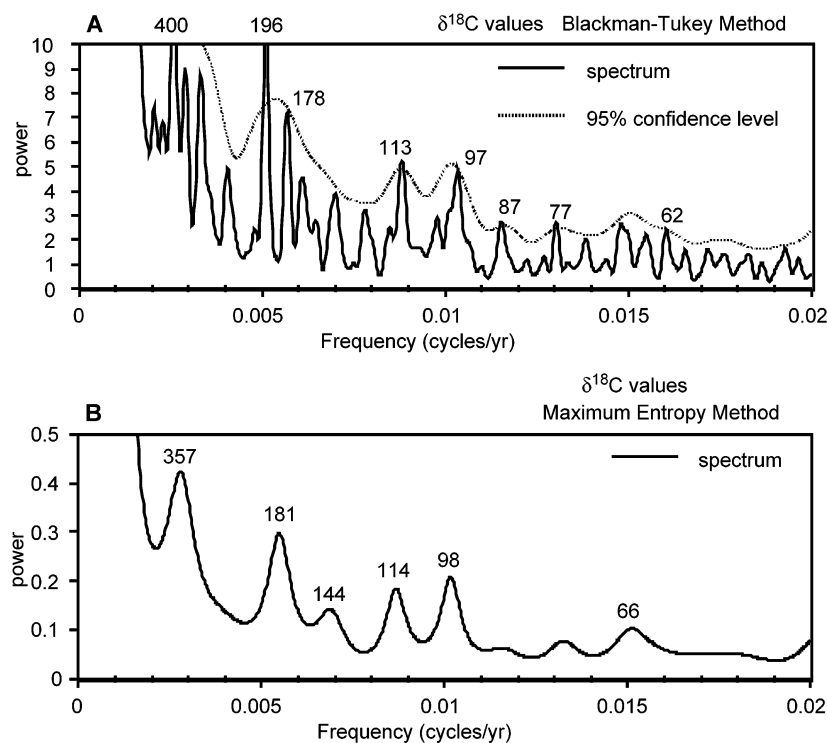 A 400 196 δ18C values Blackman-Tukey Method
10
9
8
7
6
5
4
3
2
1
0
power
spectrum
95% confidence level
178
113
97
87
77
62
0 0.005 0.01 0.015 0.02
Frequency (cycles/yr)
δ18C values
B Maximum Entropy Method
0.5
0.4
0.3
0.2
0.1
0
power
spectrum
357
181
144
114
98
66
0 0.005 0.01 0.015 0.02
Frequency (cycles/yr)